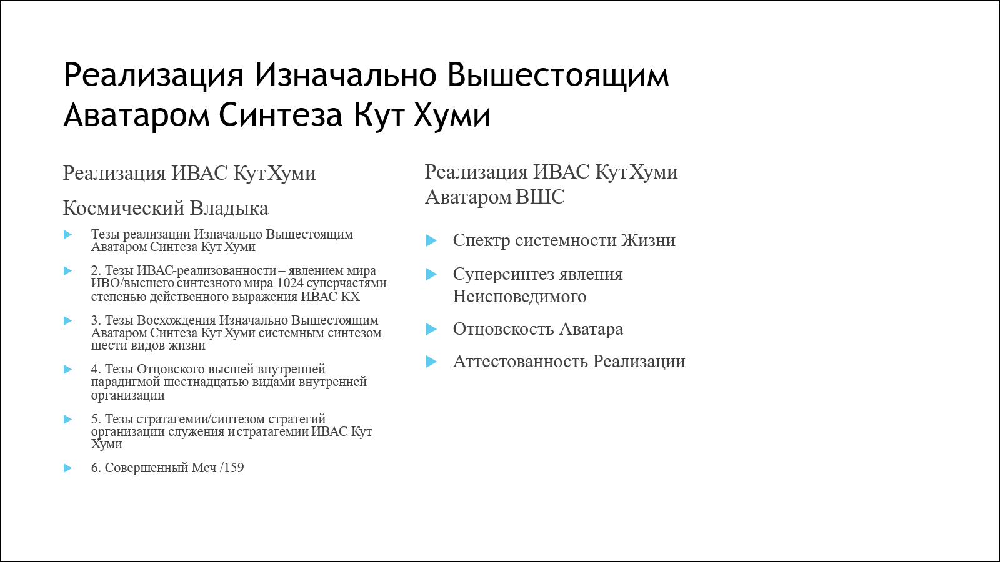 Реализация Изначально Вышестоящим
Аватаром Синтеза Кут Хуми
Реализация ИВАС Кут Хуми
Космический Владыка
Тезы реализации Изначально Вышестоящим
Аватаром Синтеза Кут Хуми
2. Тезы ИВАС-реализованности – явлением мира
ИВО/высшего синтезного мира 1024 суперчастями
степенью действенного выражения ИВАС КХ
3. Тезы Восхождения Изначально Вышестоящим
Аватаром Синтеза Кут Хуми системным синтезом
шести видов жизни
4. Тезы Отцовского высшей внутренней
парадигмой шестнадцатью видами внутренней
организации
5. Тезы стратагемии/синтезом стратегий
организации служения и стратагемии ИВАС Кут
Хуми
6. Совершенный Меч /159
Реализация ИВАС Кут Хуми
Аватаром ВШС
Спектр системности Жизни
Суперсинтез явления
Неисповедимого
Отцовскость Аватара
Аттестованность Реализации